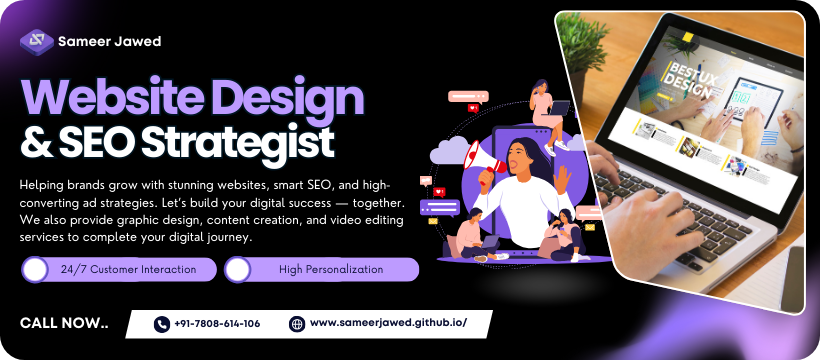 Sameer Jawed
Website Design
& SEO Strategist
Helping brands grow with stunning websites, smart SEO, and high-
converting ad strategies. Let's build your digital success — together.
We also provide graphic design, content creation, and video editing
services to complete your digital journey.
24/7 Customer Interaction
High Personalization
CALL NOW..
+91-7808-614-106
www.sameerjawed.github.io/
BESTUX
DESIGN